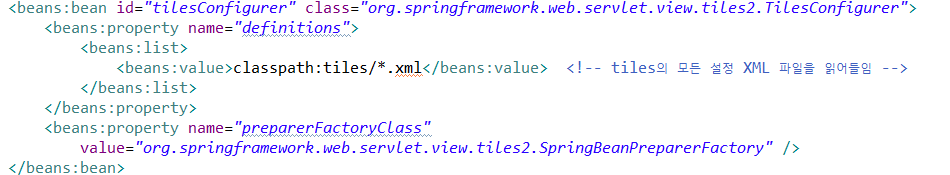 <beans:bean id="tilesConfigurer" class="org.springframework.web.servlet.view.tiles2.TilesConfigurer">
<beans:property name="definitions">
<beans:list>
<beans:value>classpath:tiles/*.xml</beans:value> <!-- tiles의 모든 설정 XML 파일을 읽어들임 -->
</beans:list>
</beans:property>
<beans:property name="preparerFactoryClass"
value="org.springframework.web.servlet.view.tiles2.SpringBeanPreparerFactory" />
</beans:bean>